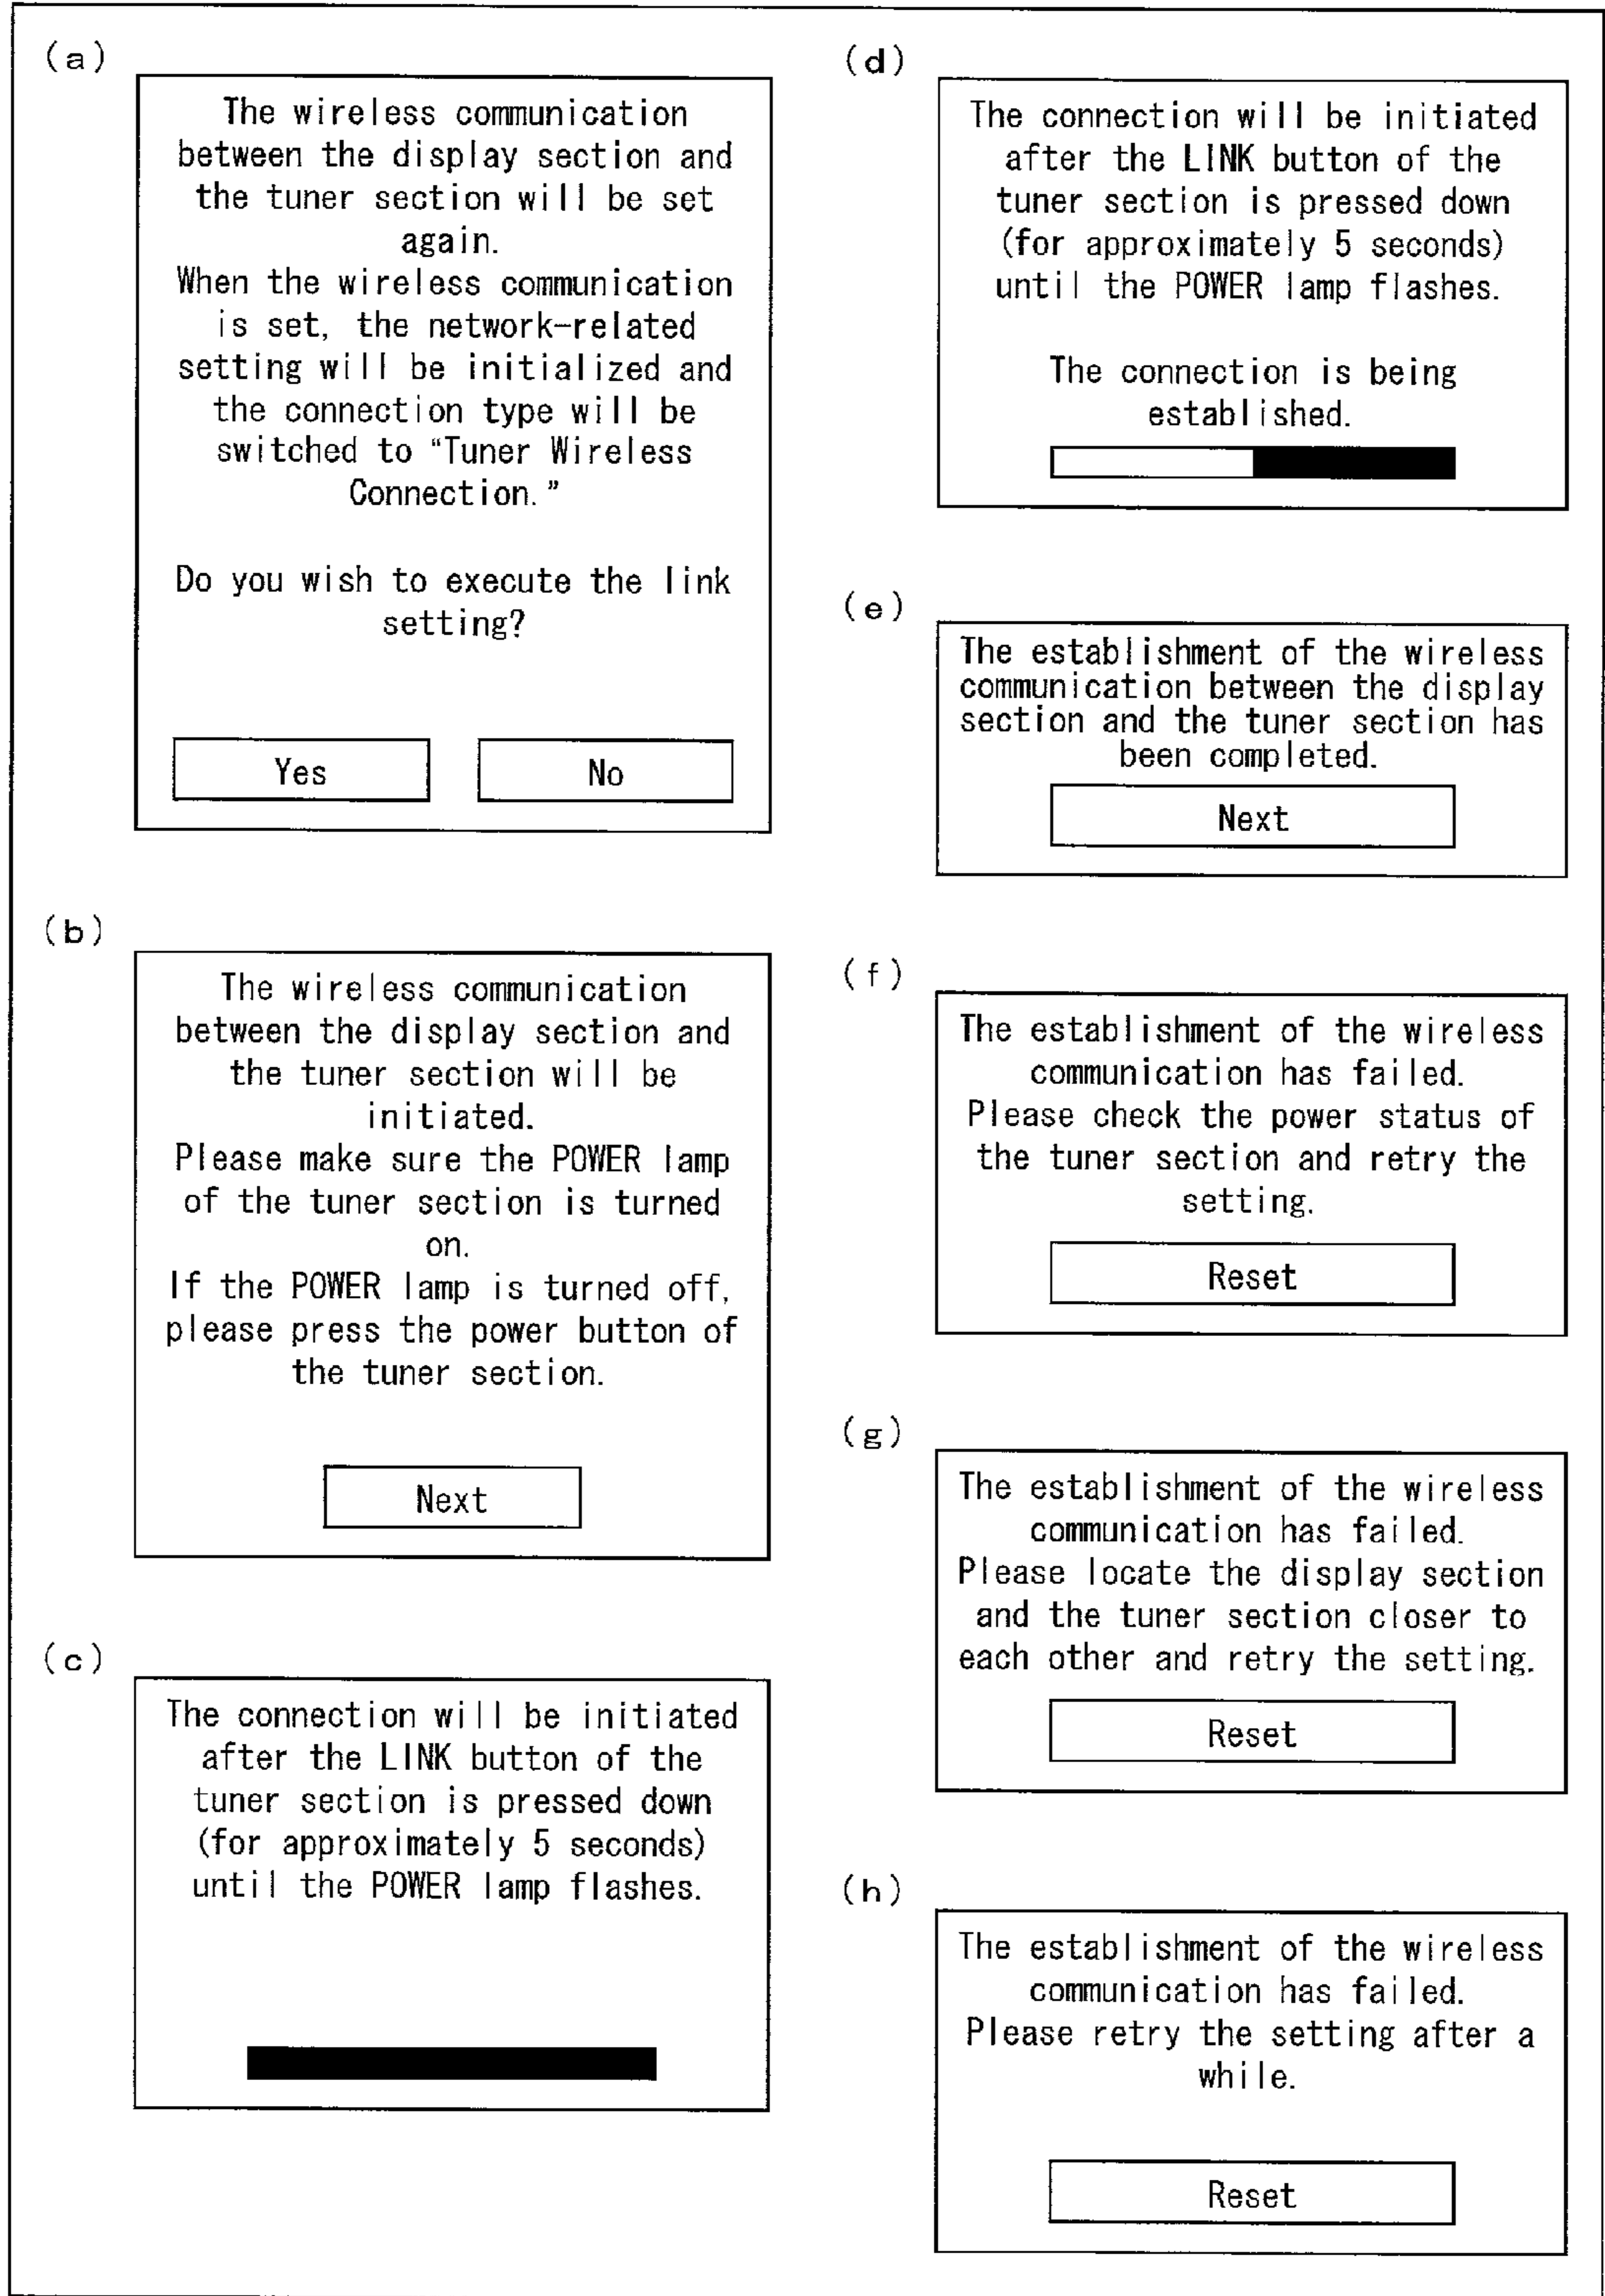 (a)
The wireless communication
between the display section and
the tuner section will be set
again.
When the wireless communication
is set, the network-related
setting will be initialized and
the connection type will be
switched to “Tuner Wireless
Connection.”
Do you wish to execute the link
setting?
Yes No
(b)
The wireless communication
between the display section and
the tuner section will be
initiated.
Please make sure the POWER lamp
of the tuner section is turned
on.
If the POWER lamp is turned off,
please press the power button of
the tuner section.
Next
(c)
The connection will be initiated
after the LINK button of the
tuner section is pressed down
(for approximately 5 seconds)
until the POWER lamp flashes.
(d)
The connection will be initiated
after the LINK button of the
tuner section is pressed down
(for approximately 5 seconds)
until the POWER lamp flashes.
The connection is being
established.
(e)
The establishment of the wireless
communication between the display
section and the tuner section has
been completed.
Next
(f)
The establishment of the wireless
communication has failed.
Please check the power status of
the tuner section and retry the
setting.
Reset
(g)
The establishment of the wireless
communication has failed.
Please locate the display section
and the tuner section closer to
each other and retry the setting.
Reset
(h)
The establishment of the wireless
communication has failed.
Please retry the setting after a
while.
Reset